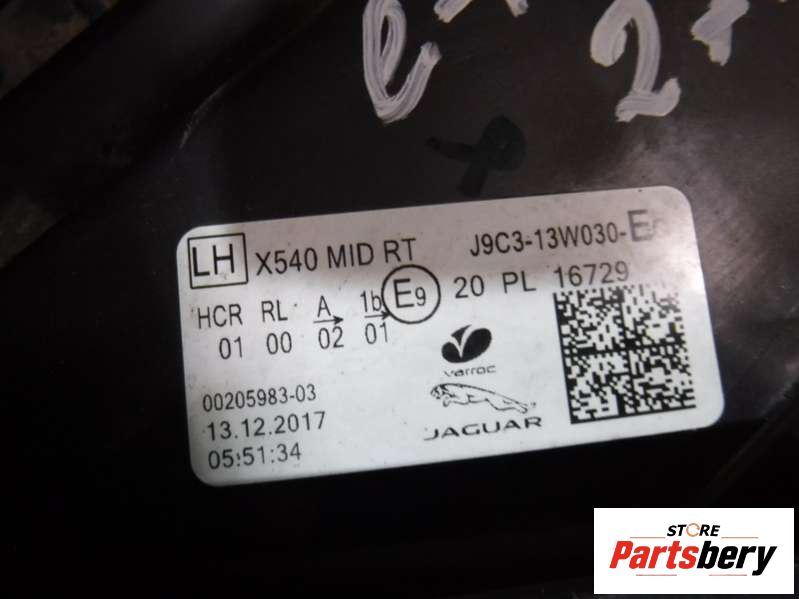 LH X540 MID RT J9C3-13W030-E
HCR RL A 1b E9 20 PL 16729
01 00 02 01
varroc
00205983-03
13.12.2017
JAGUAR
05:51:34
STORE
Partsbery